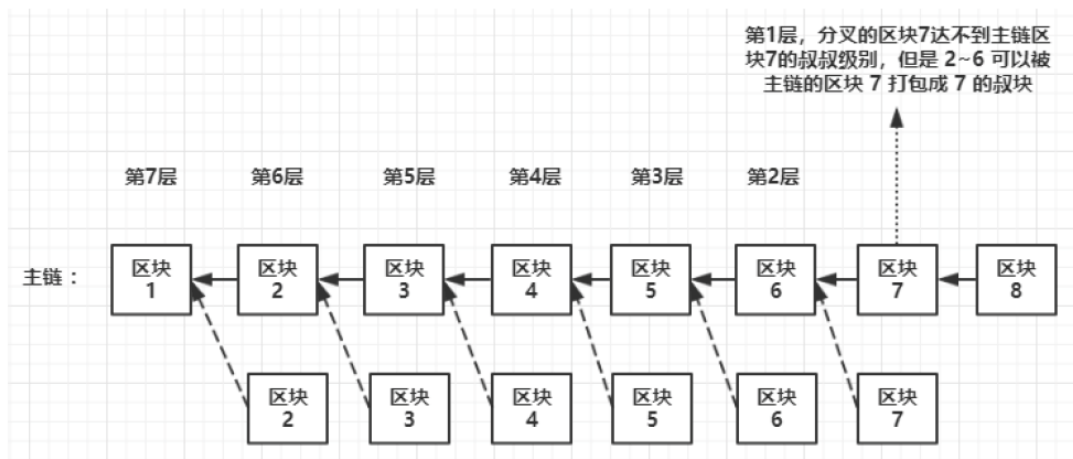 第1层，分叉的区块7达不到主链区
块7的叔叔级别，但是 2~6 可以被
主链的区块 7 打包成 7 的叔块
第7层
第6层
第5层
第4层
第3层
第2层
主链：
区块
1
区块
2
区块
3
区块
4
区块
5
区块
6
区块
7
区块
8
区块
2
区块
3
区块
4
区块
5
区块
6
区块
7